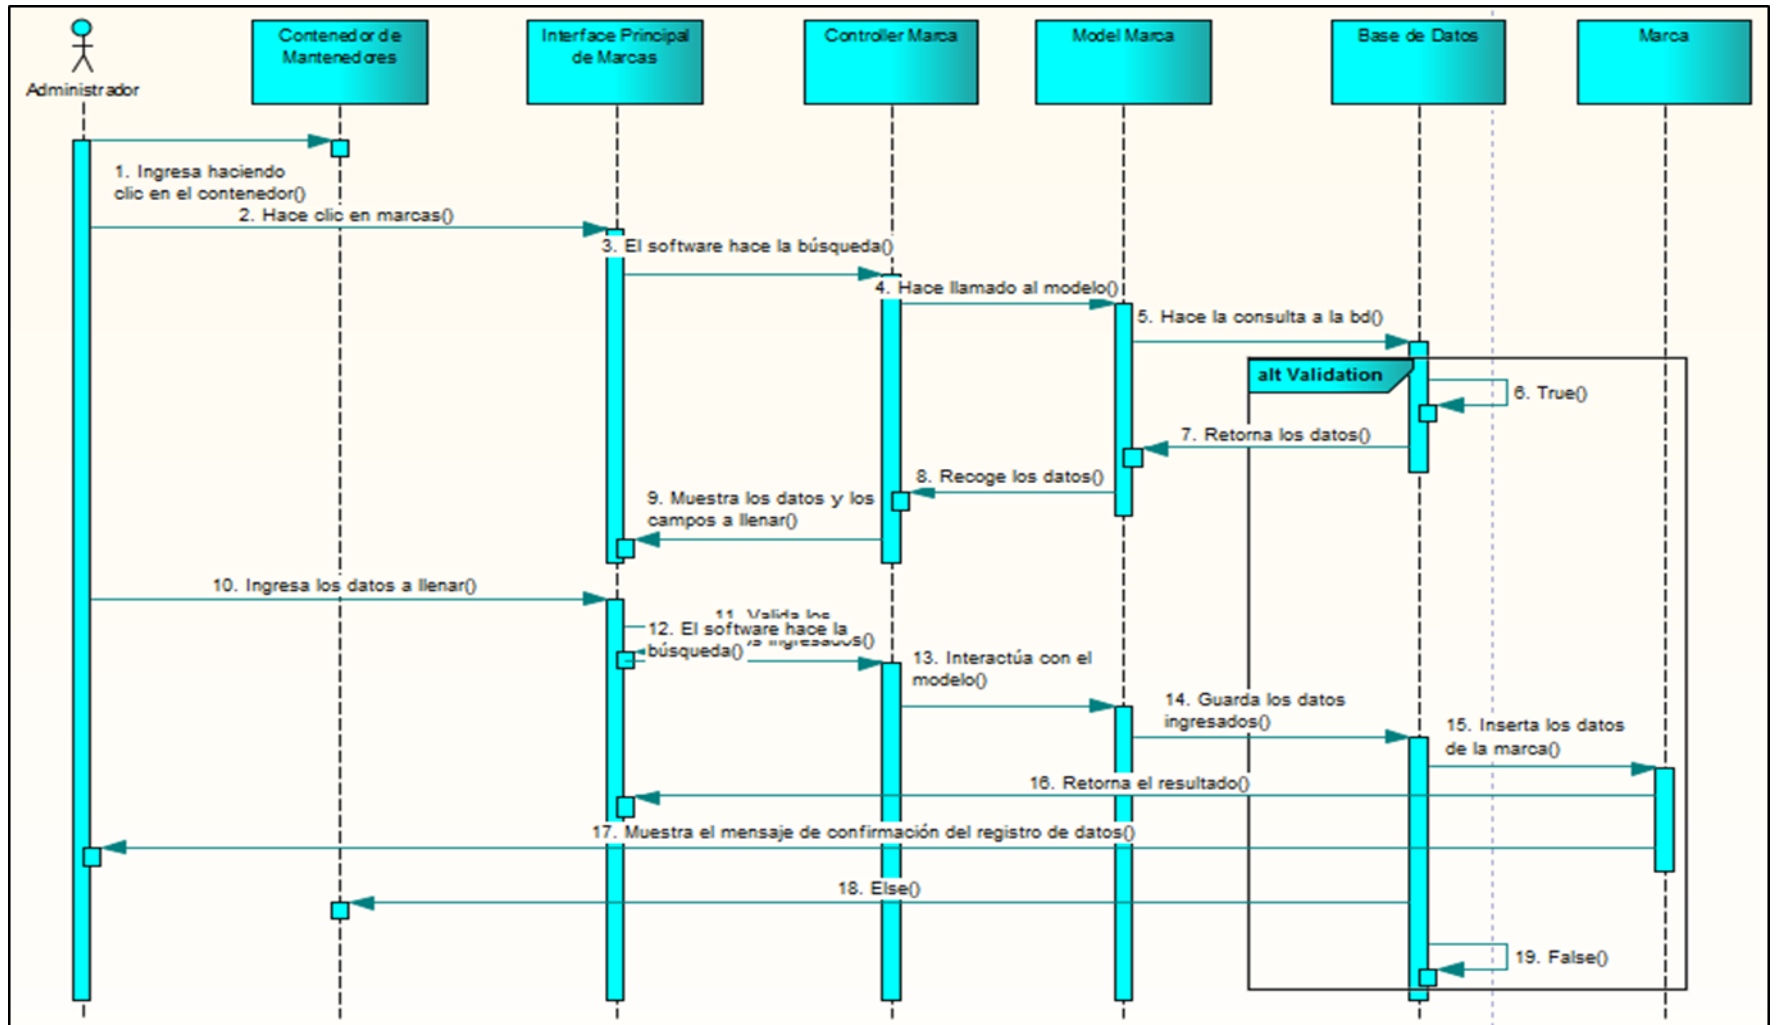 Administrador
Contenedor de
Mantenedores
Interface Principal
de Marcas
Controller Marca
Model Marca
Base de Datos
Marca
1. Ingresa haciendo
clic en el contenedor()
2. Hace clic en marcas()
3. El software hace la búsqueda()
4. Hace llamado al modelo()
5. Hace la consulta a la bd()
alt Validation
6. True()
7. Retorna los datos()
8. Recoge los datos()
9. Muestra los datos y los
campos a llenar()
10. Ingresa los datos a llenar()
11. Valida los
ingresados()
12. El software hace la
búsqueda()
13. Interactúa con el
modelo()
14. Guarda los datos
ingresados()
15. Inserta los datos
de la marca()
16. Retorna el resultado()
17. Muestra el mensaje de confirmación del registro de datos()
18. Else()
19. False()